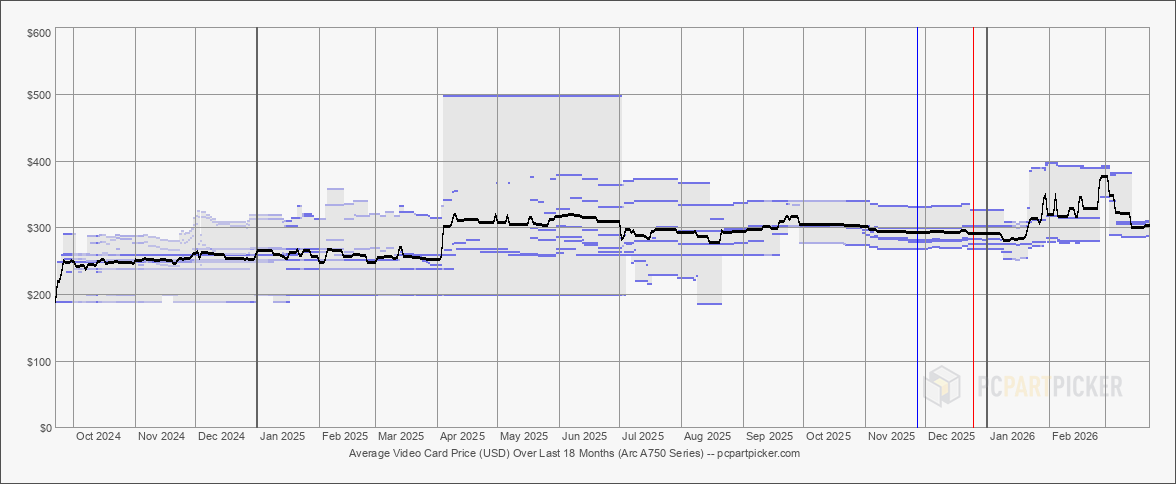 $600
$500
$400
$300
$200
$100
$0
PCPARTPICKER
Oct 2024 Nov 2024 Dec 2024 Jan 2025 Feb 2025 Mar 2025 Apr 2025 May 2025 Jun 2025 Jul 2025 Aug 2025 Sep 2025 Oct 2025 Nov 2025 Dec 2025 Jan 2026 Feb 2026
Average Video Card Price (USD) Over Last 18 Months (Arc A750 Series) -- pcpartpicker.com